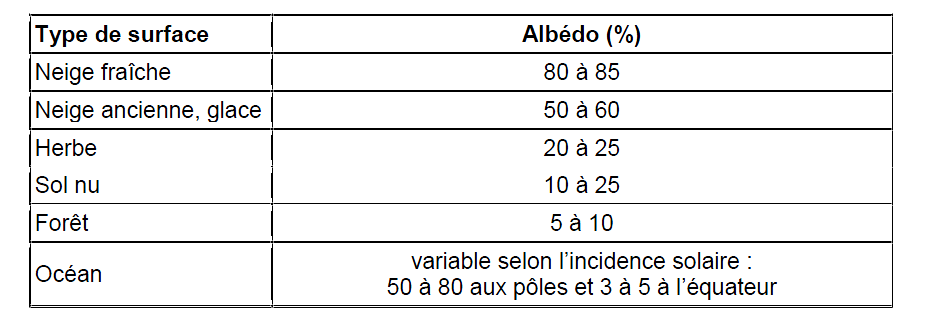 Type de surface Albédo (%)
Neige fraîche 80 à 85
Neige ancienne, glace 50 à 60
Herbe 20 à 25
Sol nu 10 à 25
Forêt 5 à 10
Océan variable selon l’incidence solaire :
50 à 80 aux pôles et 3 à 5 à l’équateur